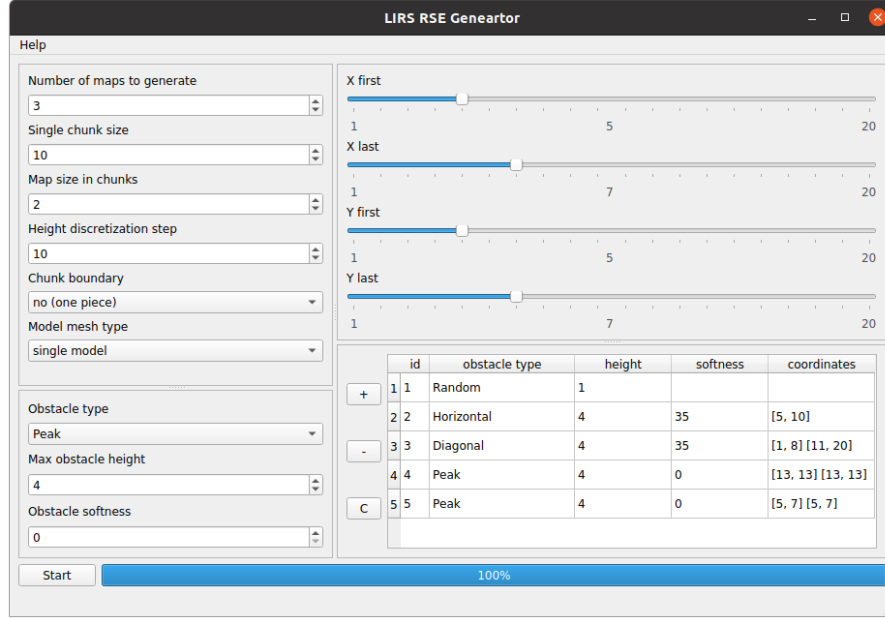 LIRS RSE Geneartor
Help
Number of maps to generate
3
Single chunk size
10
Map size in chunks
2
Height discretization step
10
Chunk boundary
no (one piece)
Model mesh type
single model
Obstacle type
Peak
Max obstacle height
4
Obstacle softness
0
X first
1 5 20
X last
1 7 20
Y first
1 5 20
Y last
1 7 20
+
-
C
id obstacle type height softness coordinates
1 1 Random 1
2 2 Horizontal 4 35 [5, 10]
3 3 Diagonal 4 35 [1, 8] [11, 20]
4 4 Peak 4 0 [13, 13] [13, 13]
5 5 Peak 4 0 [5, 7] [5, 7]
Start 100%